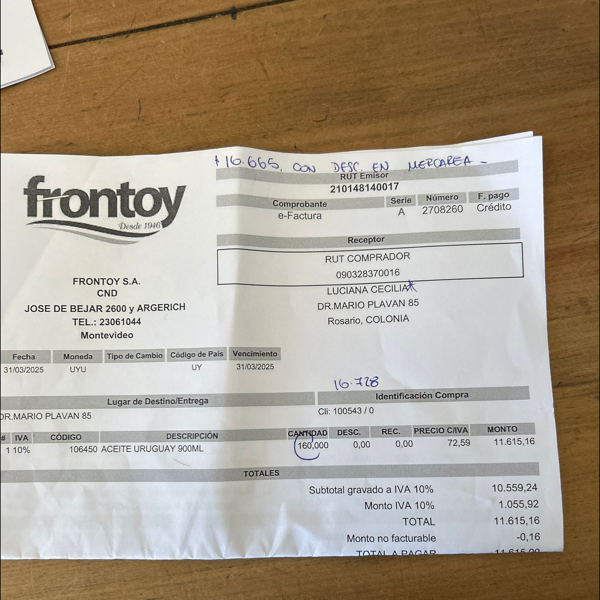 $16.665, CON DESC EN MERCAREA -
RUT Emisor
210148140017
Comprobante Serie Número F. pago
e-Factura A 2708260 Crédito
frontoy
Desde 1946
Receptor
RUT COMPRADOR
090328370016
LUCIANA CECILIA
DR.MARIO PLAVAN 85
Rosario, COLONIA
FRONTOY S.A.
CND
JOSE DE BEJAR 2600 y ARGERICH
TEL.: 23061044
Montevideo
Fecha Moneda Tipo de Cambio Código de País Vencimiento
31/03/2025 UYU UY 31/03/2025
16.728
Lugar de Destino/Entrega Identificación Compra
DR.MARIO PLAVAN 85 Cli: 100543 / 0
# IVA CÓDIGO DESCRIPCIÓN CANTIDAD DESC. REC. PRECIO C/IVA MONTO
1 10% 106450 ACEITE URUGUAY 900ML 160,000 0,00 0,00 72,59 11.615,16
TOTALES
Subtotal gravado a IVA 10% 10.559,24
Monto IVA 10% 1.055,92
TOTAL 11.615,16
Monto no facturable -0,16
TOTAL A PAGAR 11.615,00